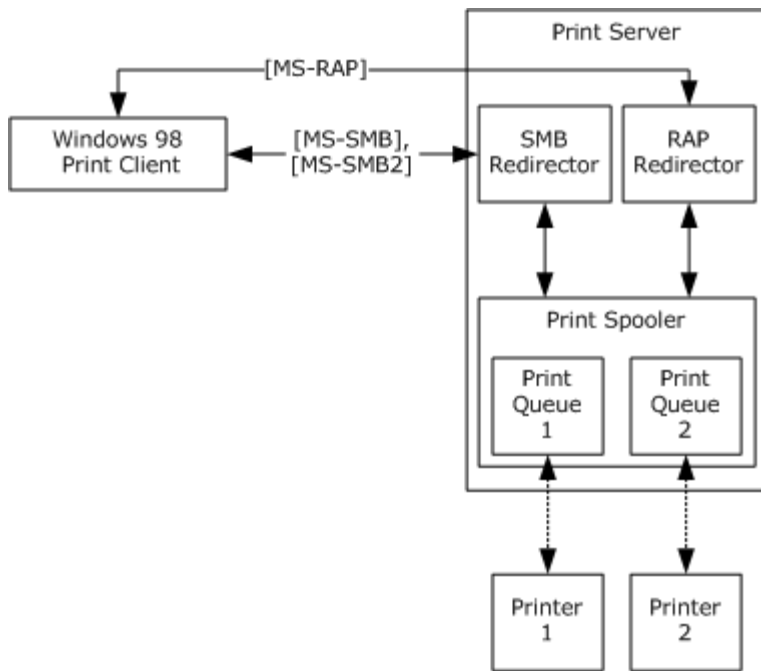 Print Server
[MS-RAP]
Windows 98
Print Client
[MS-SMB],
[MS-SMB2]
SMB
Redirector
RAP
Redirector
Print Spooler
Print
Queue
1
Print
Queue
2
Printer
1
Printer
2